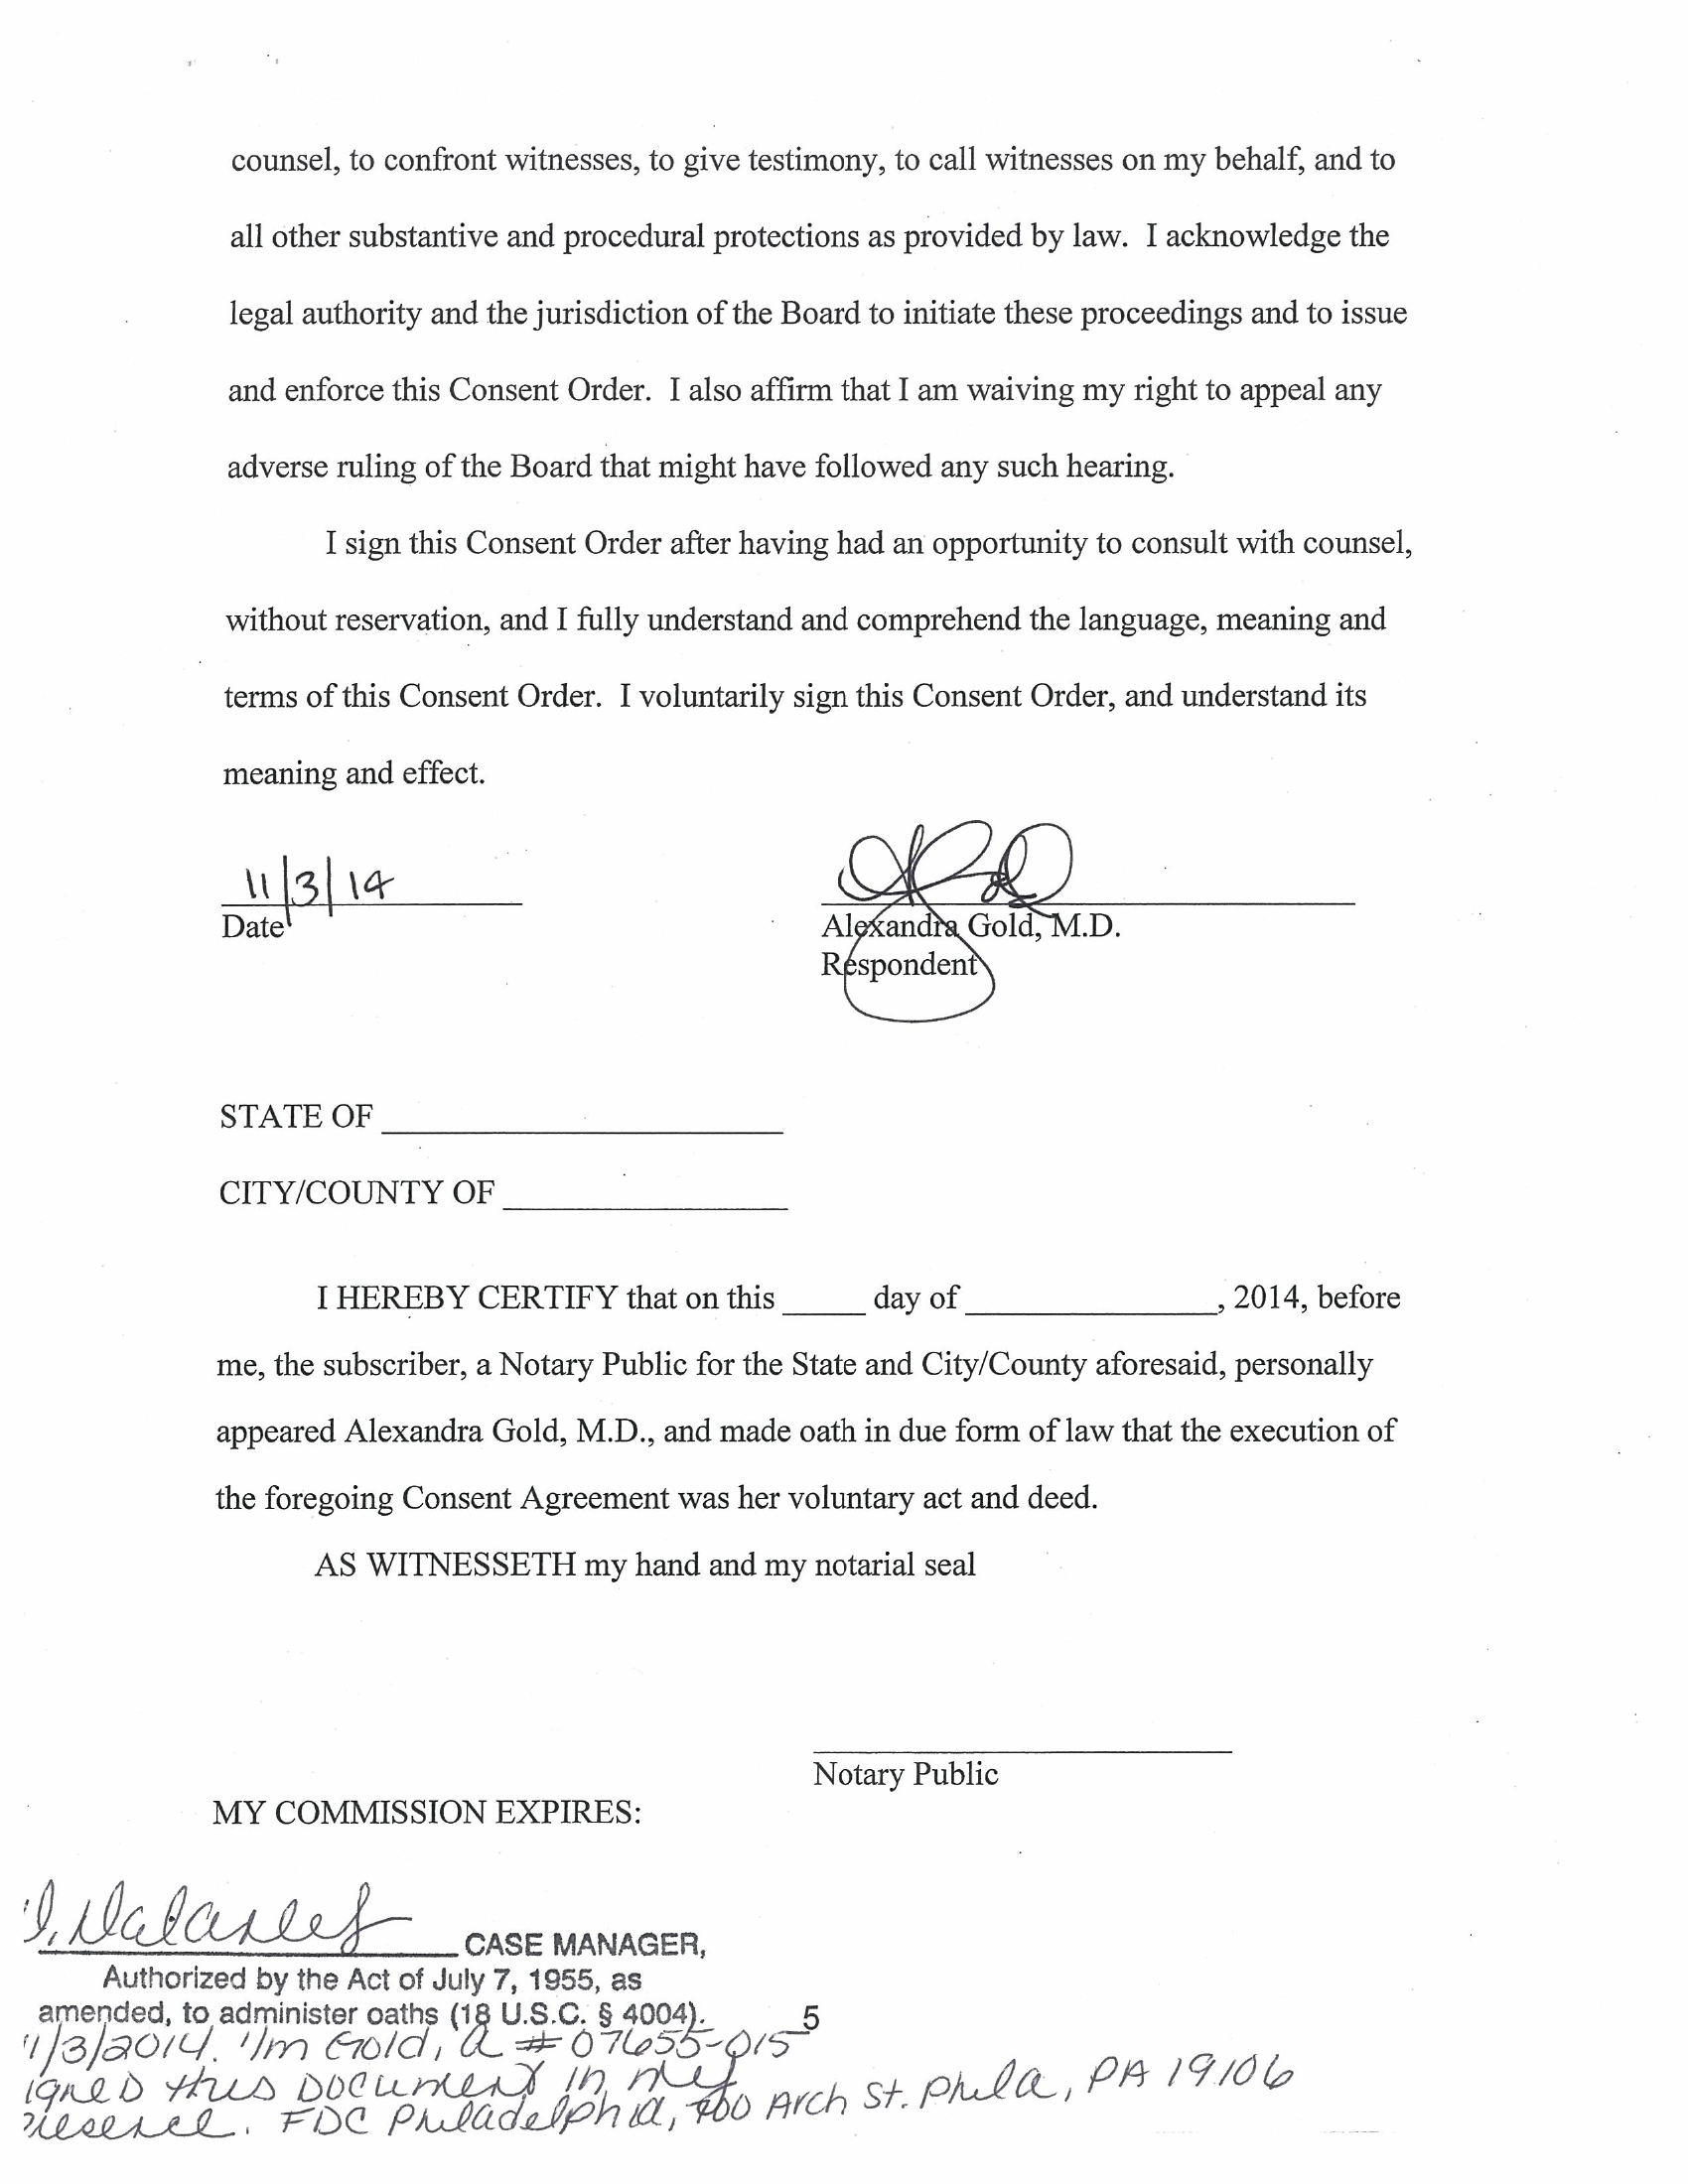 counsel, to confront witnesses, to give testimony, to call witnesses on my behalf, and to
all other substantive and procedural protections as provided by law. I acknowledge the
legal authority and the jurisdiction of the Board to initiate these proceedings and to issue
and enforce this Consent Order. I also affirm that I am waiving my right to appeal any
adverse ruling of the Board that might have followed any such hearing.
I sign this Consent Order after having had an opportunity to consult with counsel,
without reservation, and I fully understand and comprehend the language, meaning and
terms of this Consent Order. I voluntarily sign this Consent Order, and understand its
meaning and effect.
11/3/14
Date
Alexandra Gold, M.D.
Respondent
STATE OF
CITY/COUNTY OF
I HEREBY CERTIFY that on this _____ day of _______________, 2014, before
me, the subscriber, a Notary Public for the State and City/County aforesaid, personally
appeared Alexandra Gold, M.D., and made oath in due form of law that the execution of
the foregoing Consent Agreement was her voluntary act and deed.
AS WITNESSETH my hand and my notarial seal
Notary Public
MY COMMISSION EXPIRES:
CASE MANAGER,
Authorized by the Act of July 7, 1955, as
amended, to administer oaths (18 U.S.C. § 4004).
5
11/3/2014. I/m Gold, a # 07655-015
igned this document in my
resence. FDC Philadelphia, 700 Arch St. Phila, PA 19106